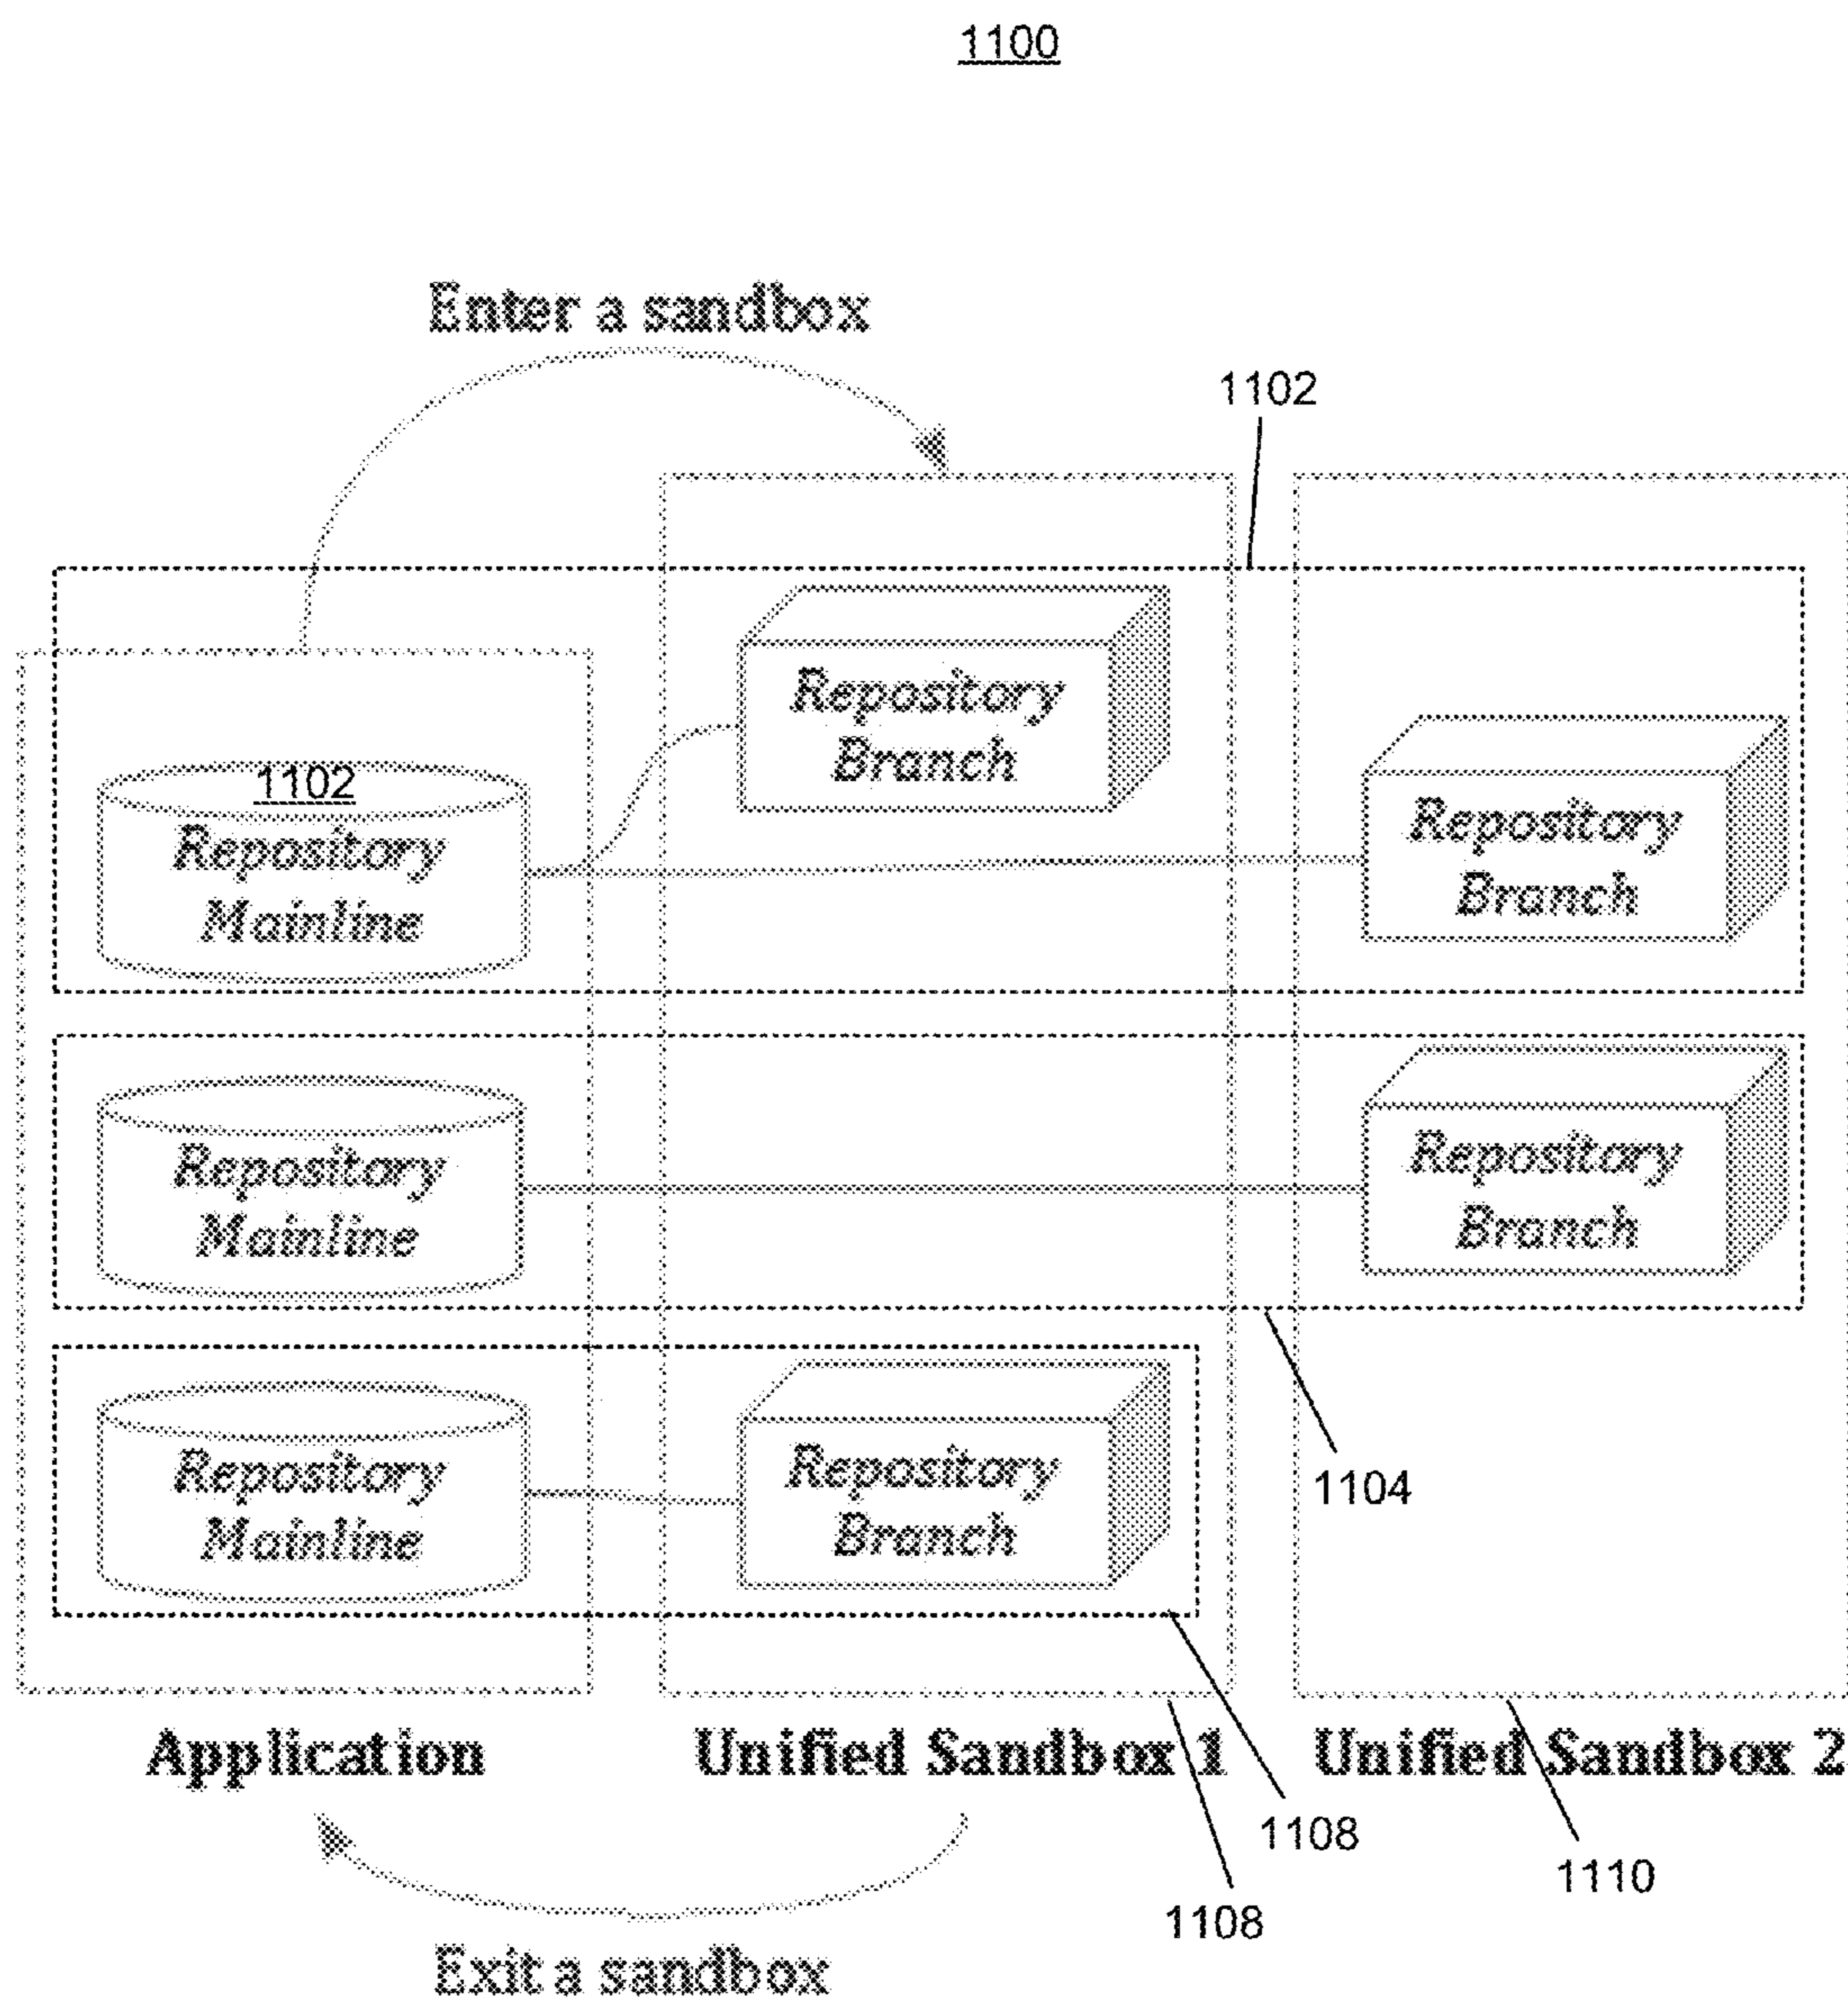 1100
Enter a sandbox
1102
Repository
Branch
1102
Repository
Mainline
Repository
Branch
Repository
Mainline
Repository
Branch
1104
Repository
Mainline
Repository
Branch
Application
Unified Sandbox 1
Unified Sandbox 2
1108
1110
1108
Exit a sandbox